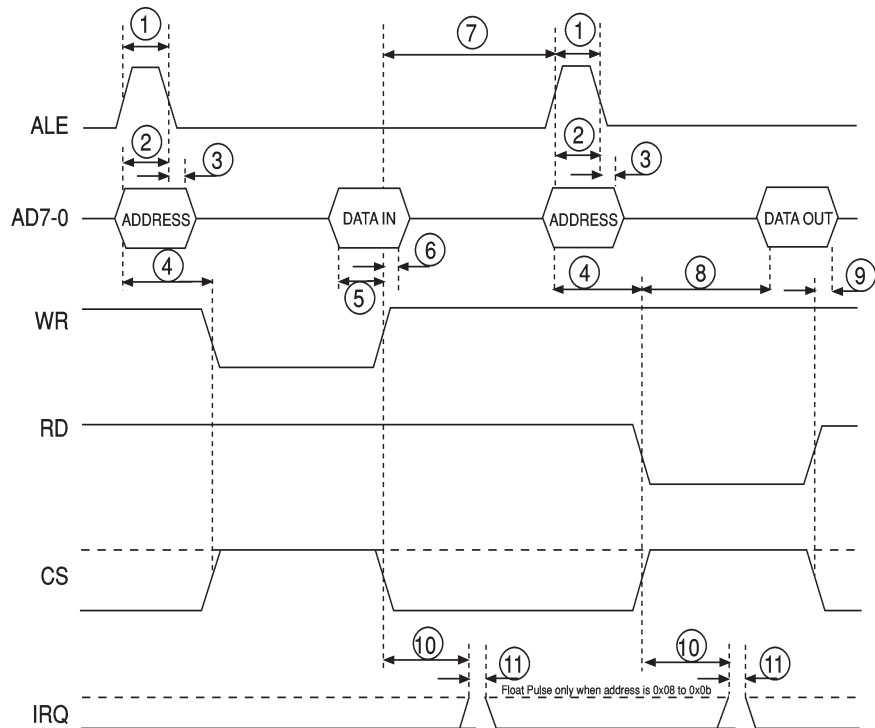 1 7 1
ALE
2 3 2 3
AD7-0 ADDRESS DATA IN ADDRESS DATA OUT
4 5 6 4 8 9
WR
RD
CS
10 11 10 11
Float Pulse only when address is 0x08 to 0x0b
IRQ